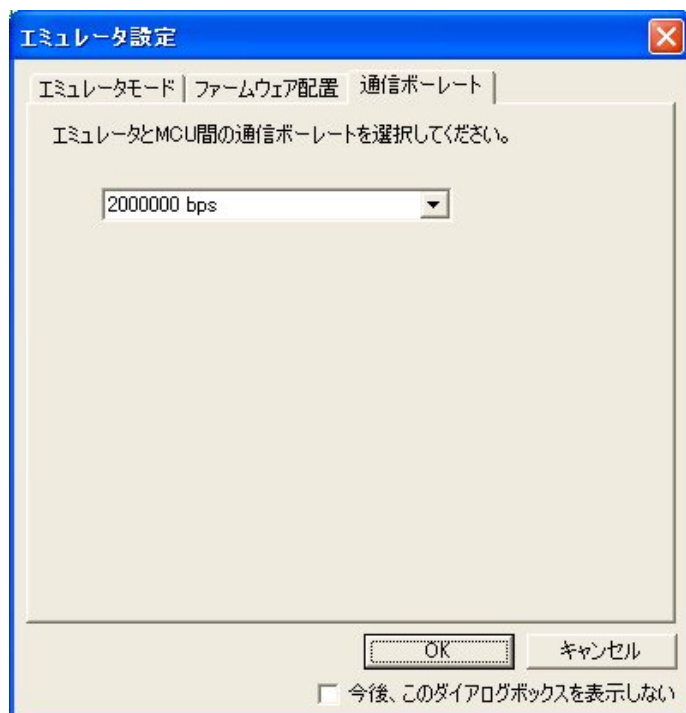 エミュレータ設定
エミュレータモード ファームウェア配置 通信ボーレート
エミュレータとMCU間の通信ボーレートを選択してください。
2000000 bps
OK キャンセル
今後、このダイアログボックスを表示しない